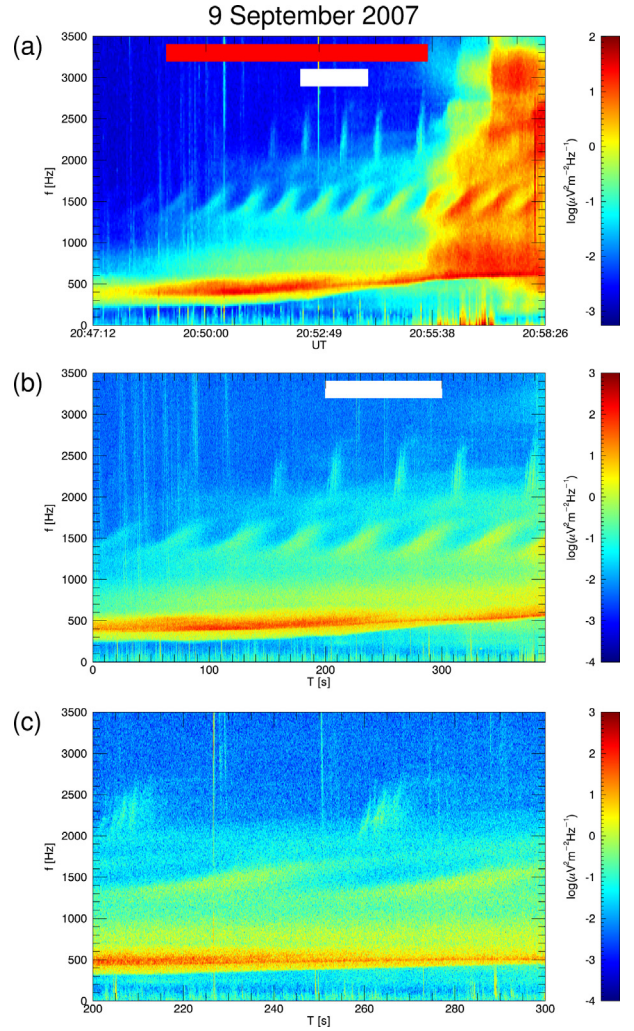 9 September 2007
(a)
3500
3000
2500
2000
1500
1000
500
0
f [Hz]
20:47:12 20:50:00 20:52:49 20:55:38 20:58:26
UT
2
1
0
-1
-2
-3
log(μV²m⁻²Hz⁻¹)
(b)
3500
3000
2500
2000
1500
1000
500
0
f [Hz]
0 100 200 300
T [s]
3
2
1
0
-1
-2
-3
-4
log(μV²m⁻²Hz⁻¹)
(c)
3500
3000
2500
2000
1500
1000
500
0
f [Hz]
200 220 240 260 280 300
T [s]
3
2
1
0
-1
-2
-3
-4
log(μV²m⁻²Hz⁻¹)